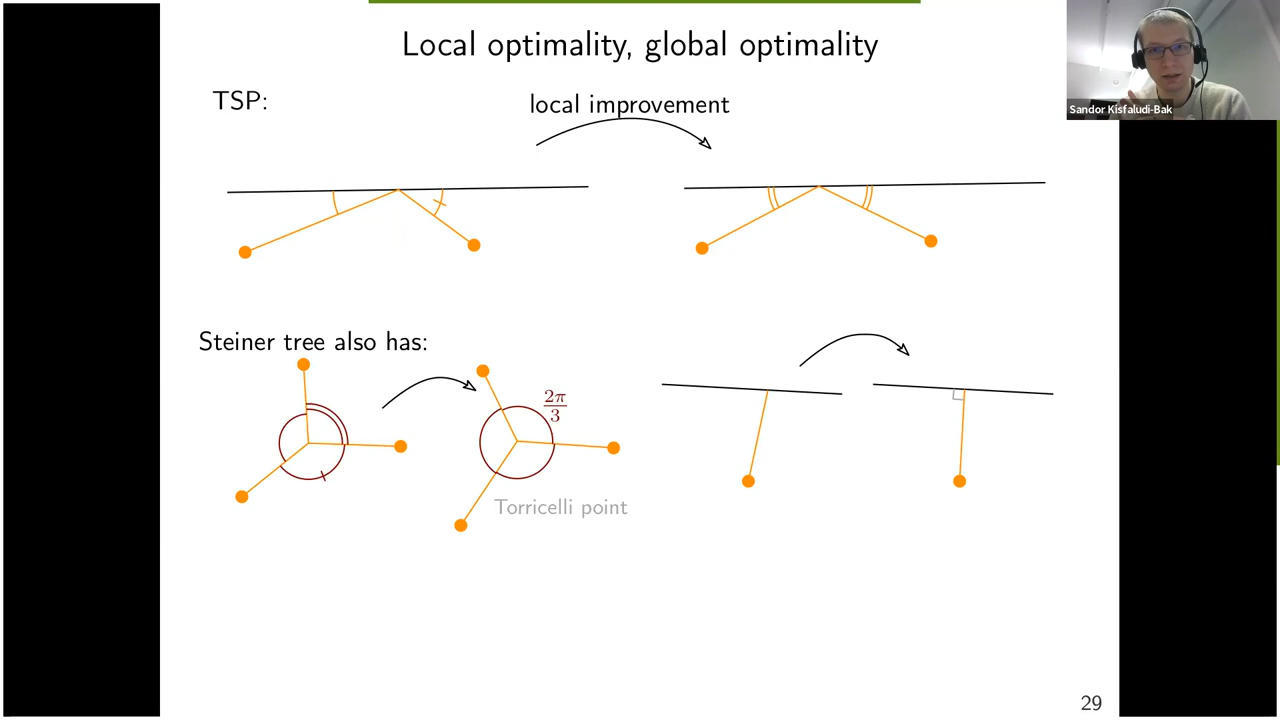 Local optimality, global optimality
TSP:
local improvement
Sandor Kisfaludi-Bak
Steiner tree also has:
2π
3
Torricelli point
29